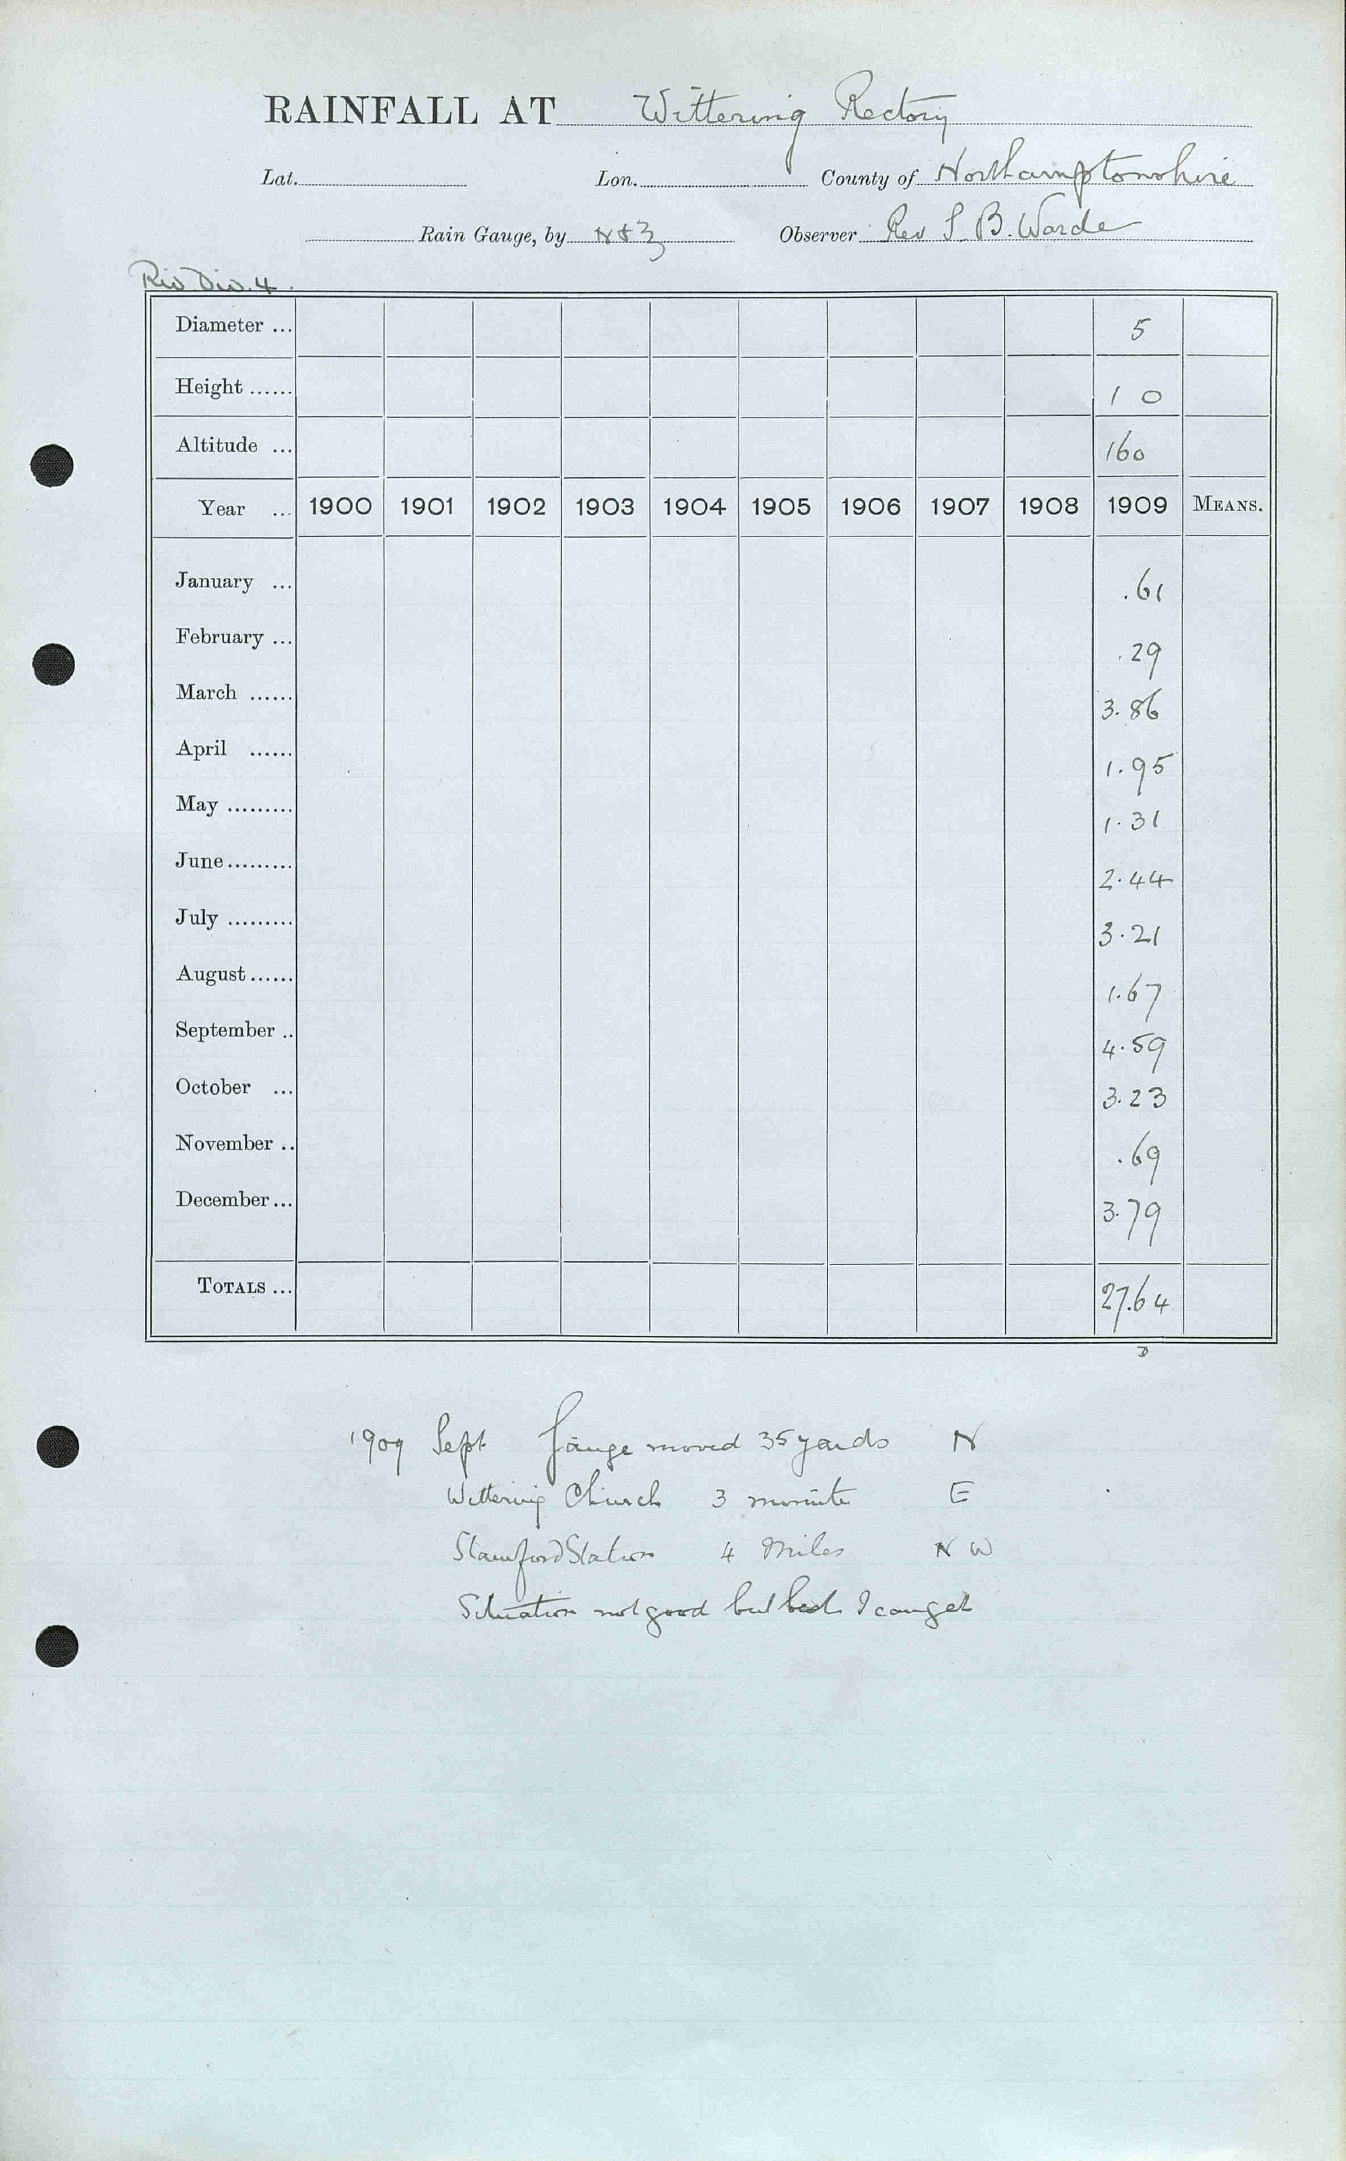 RAINFALL AT Wittering Rectory
Lat. Lon. County of Northamptonshire
Rain Gauge, by N & Z Observer Rev S. B. Warde
Riv Div. 4.
Diameter ... 5
Height ...... 1 0
Altitude ... 160
Year ... 1900 1901 1902 1903 1904 1905 1906 1907 1908 1909 MEANS.
January ... .61
February ... .29
March ...... 3.86
April ...... 1.95
May ......... 1.31
June ......... 2.44
July ......... 3.21
August ...... 1.67
September .. 4.59
October ... 3.23
November .. .69
December ... 3.79
TOTALS ... 27.64
1909 Sept Gauge moved 35 yards N
Wittering Church 3 minute E
Stamford Station 4 Miles N W
Situation not good but best I can get